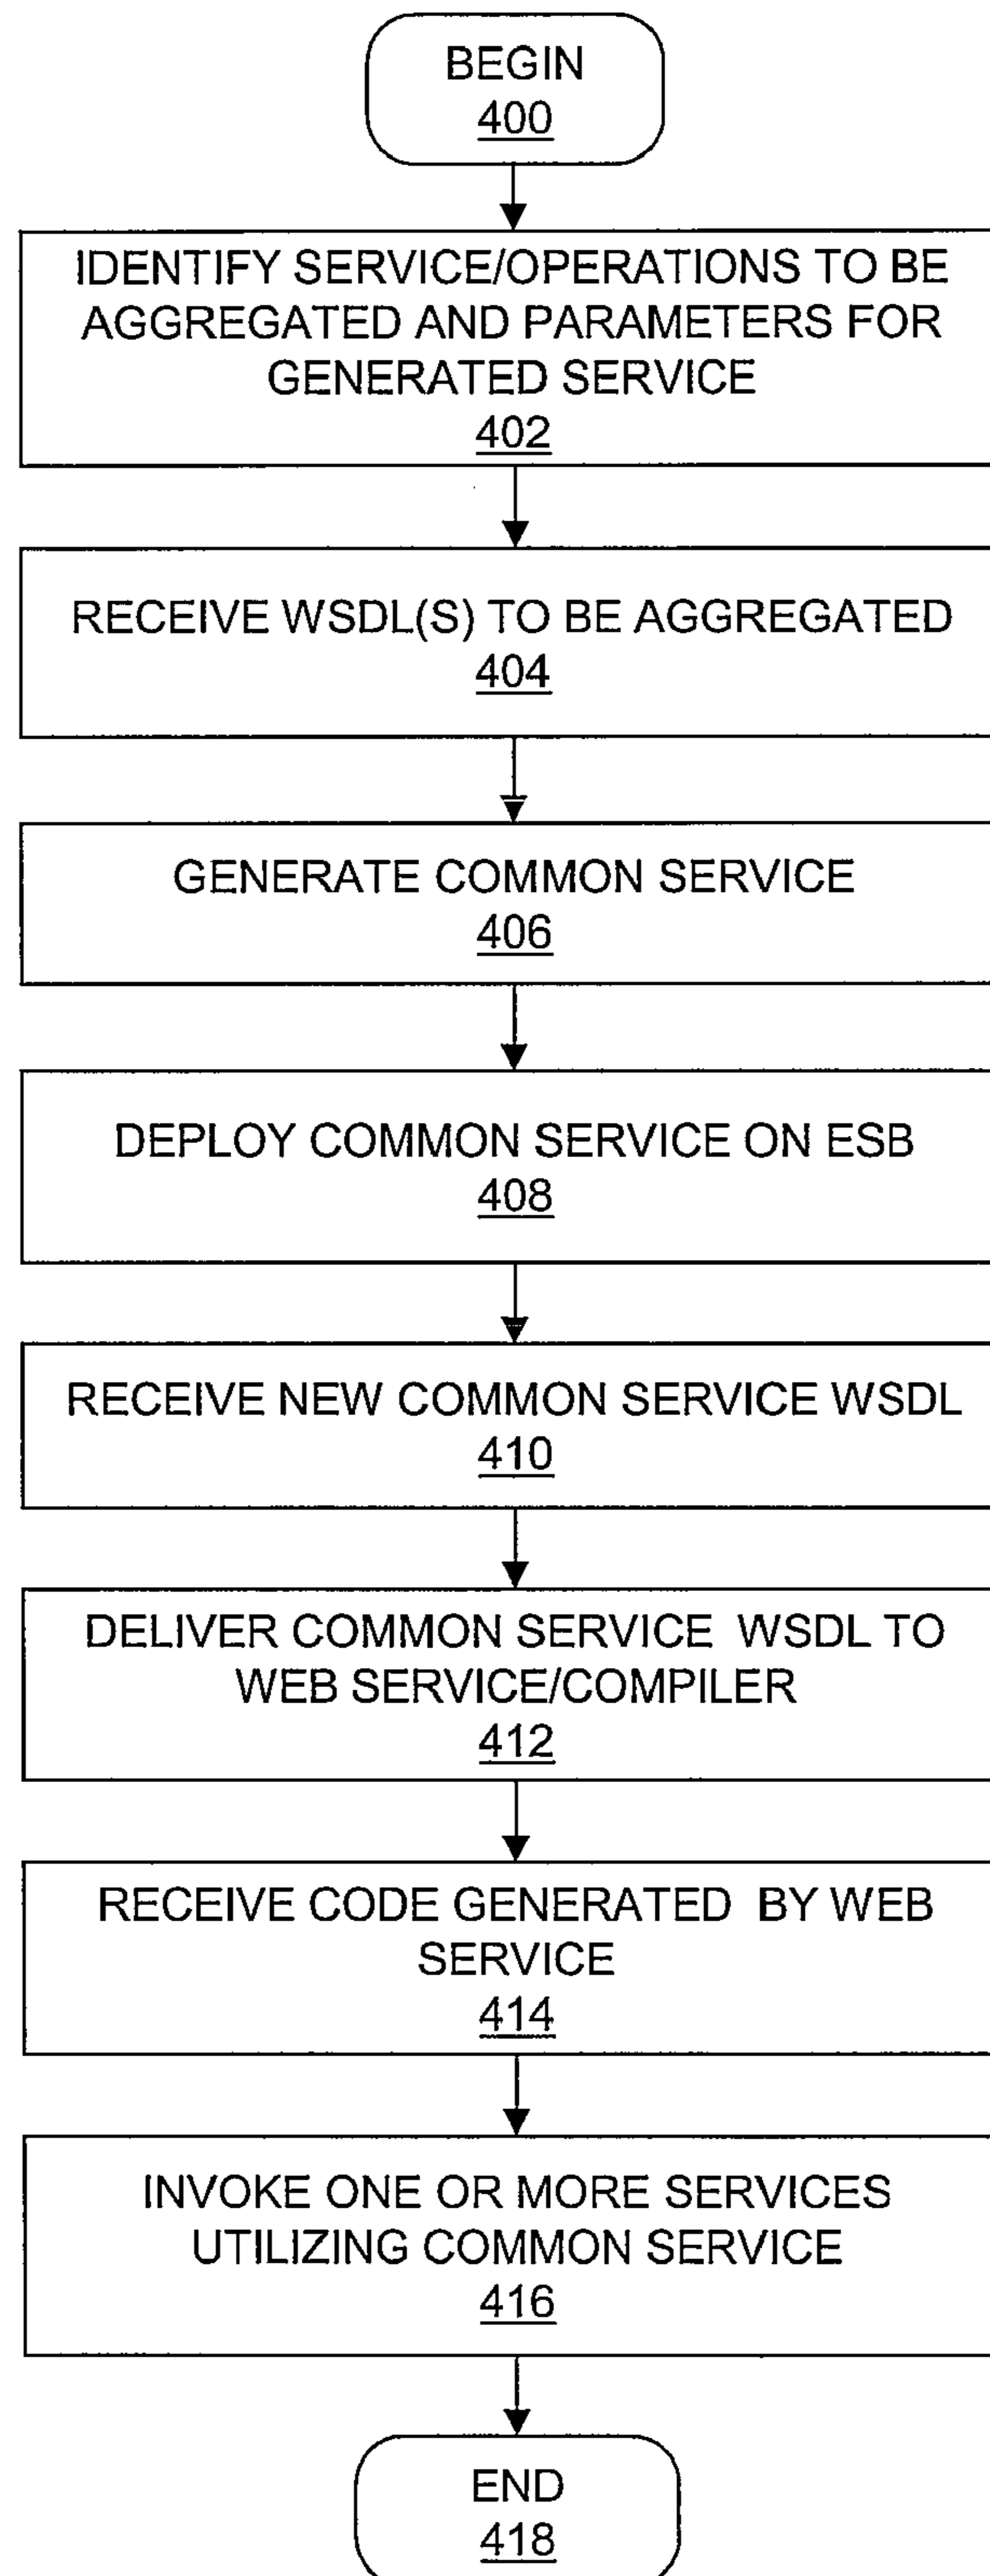 BEGIN
400
IDENTIFY SERVICE/OPERATIONS TO BE
AGGREGATED AND PARAMETERS FOR
GENERATED SERVICE
402
RECEIVE WSDL(S) TO BE AGGREGATED
404
GENERATE COMMON SERVICE
406
DEPLOY COMMON SERVICE ON ESB
408
RECEIVE NEW COMMON SERVICE WSDL
410
DELIVER COMMON SERVICE WSDL TO
WEB SERVICE/COMPILER
412
RECEIVE CODE GENERATED BY WEB
SERVICE
414
INVOKE ONE OR MORE SERVICES
UTILIZING COMMON SERVICE
416
END
418